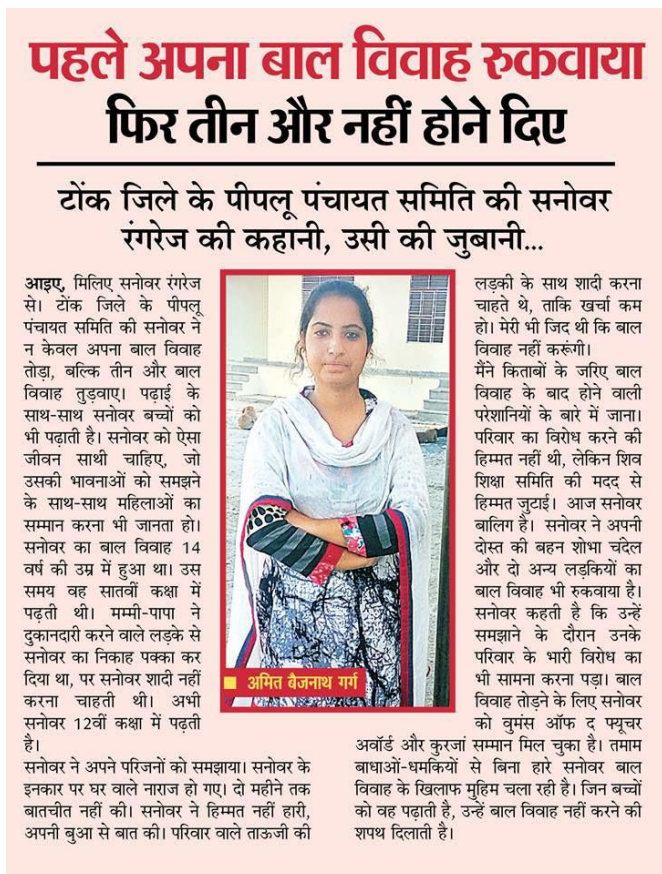 पहले अपना बाल विवाह रुकवाया
फिर तीन और नहीं होने दिए
टोंक जिले के पीपलू पंचायत समिति की सनोवर
रंगरेज की कहानी, उसी की जुबानी...
आइए, मिलिए सनोवर रंगरेज
से। टोंक जिले के पीपलू
पंचायत समिति की सनोवर ने
न केवल अपना बाल विवाह
तोड़ा, बल्कि तीन और बाल
विवाह तुड़वाए। पढ़ाई के
साथ-साथ सनोवर बच्चों को
भी पढ़ाती है। सनोवर को ऐसा
जीवन साथी चाहिए, जो
उसकी भावनाओं को समझने
के साथ-साथ महिलाओं का
सम्मान करना भी जानता हो।
सनोवर का बाल विवाह 14
वर्ष की उम्र में हुआ था। उस
समय वह सातवीं कक्षा में
पढ़ती थी। मम्मी-पापा ने
दुकानदारी करने वाले लड़के से
सनोवर का निकाह पक्का कर
दिया था, पर सनोवर शादी नहीं
करना चाहती थी। अभी
सनोवर 12वीं कक्षा में पढ़ती
है।
सनोवर ने अपने परिजनों को समझाया। सनोवर के
इनकार पर घर वाले नाराज हो गए। दो महीने तक
बातचीत नहीं की। सनोवर ने हिम्मत नहीं हारी,
अपनी बुआ से बात की। परिवार वाले ताऊजी की
अमित बैजनाथ गर्ग
लड़की के साथ शादी करना
चाहते थे, ताकि खर्चा कम
हो। मेरी भी जिद थी कि बाल
विवाह नहीं करूंगी।
मैंने किताबों के जरिए बाल
विवाह के बाद होने वाली
परेशानियों के बारे में जाना।
परिवार का विरोध करने की
हिम्मत नहीं थी, लेकिन शिव
शिक्षा समिति की मदद से
हिम्मत जुटाई। आज सनोवर
बालिग है। सनोवर ने अपनी
दोस्त की बहन शोभा चंदेल
और दो अन्य लड़कियों का
बाल विवाह भी रुकवाया है।
सनोवर कहती है कि उन्हें
समझाने के दौरान उनके
परिवार के भारी विरोध का
भी सामना करना पड़ा। बाल
विवाह तोड़ने के लिए सनोवर
को वुमंस ऑफ द फ्यूचर
अवॉर्ड और कुरजां सम्मान मिल चुका है। तमाम
बाधाओं-धमकियों से बिना हारे सनोवर बाल
विवाह के खिलाफ मुहिम चला रही है। जिन बच्चों
को वह पढ़ाती है, उन्हें बाल विवाह नहीं करने की
शपथ दिलाती है।